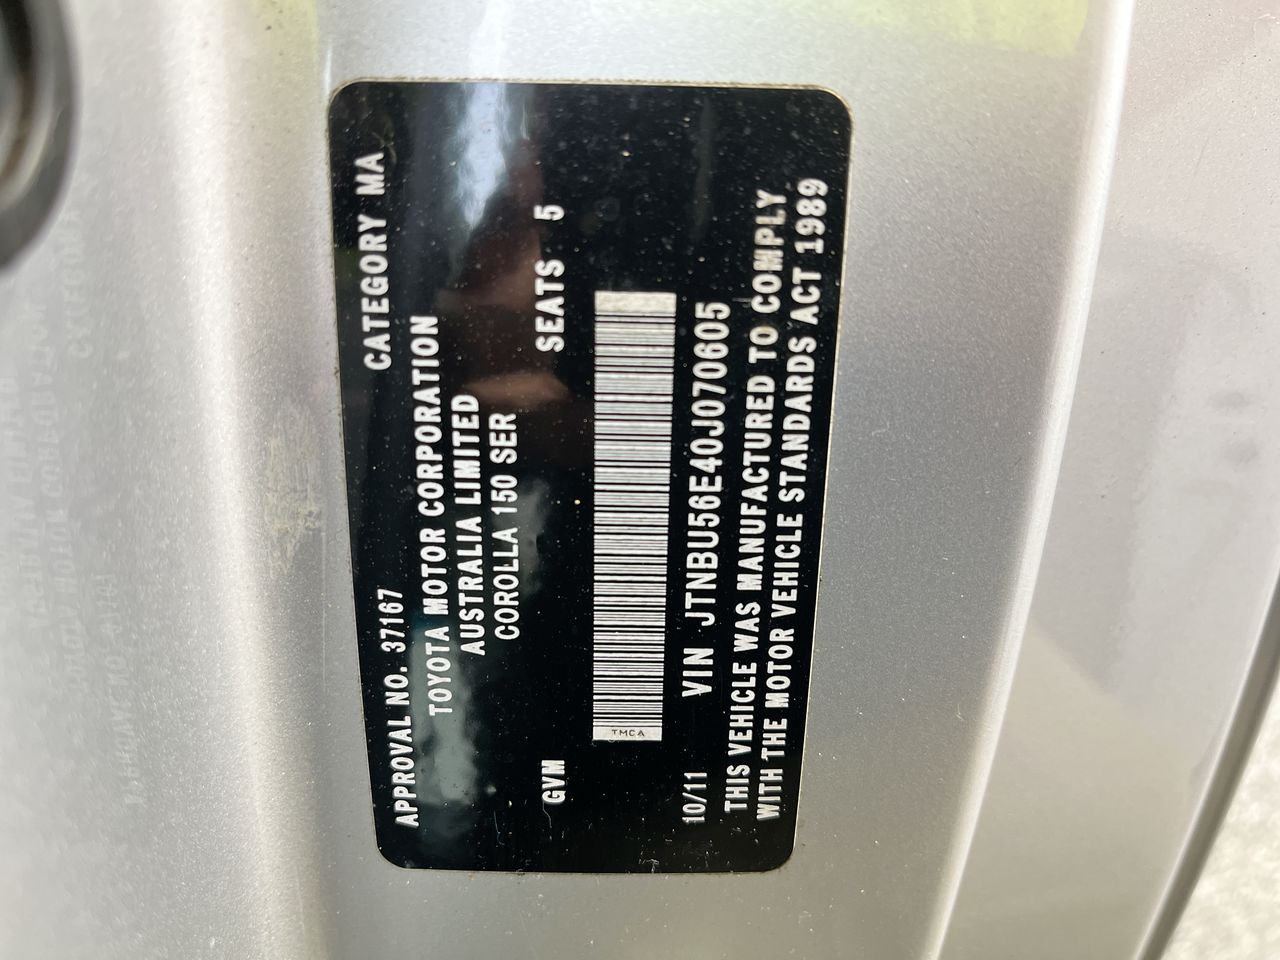 APPROVAL NO. 37167 CATEGORY MA
TOYOTA MOTOR CORPORATION
AUSTRALIA LIMITED
COROLLA 150 SER
GVM SEATS 5
TMCA
10/11 VIN JTNBU56E40J070605
THIS VEHICLE WAS MANUFACTURED TO COMPLY
WITH THE MOTOR VEHICLE STANDARDS ACT 1989